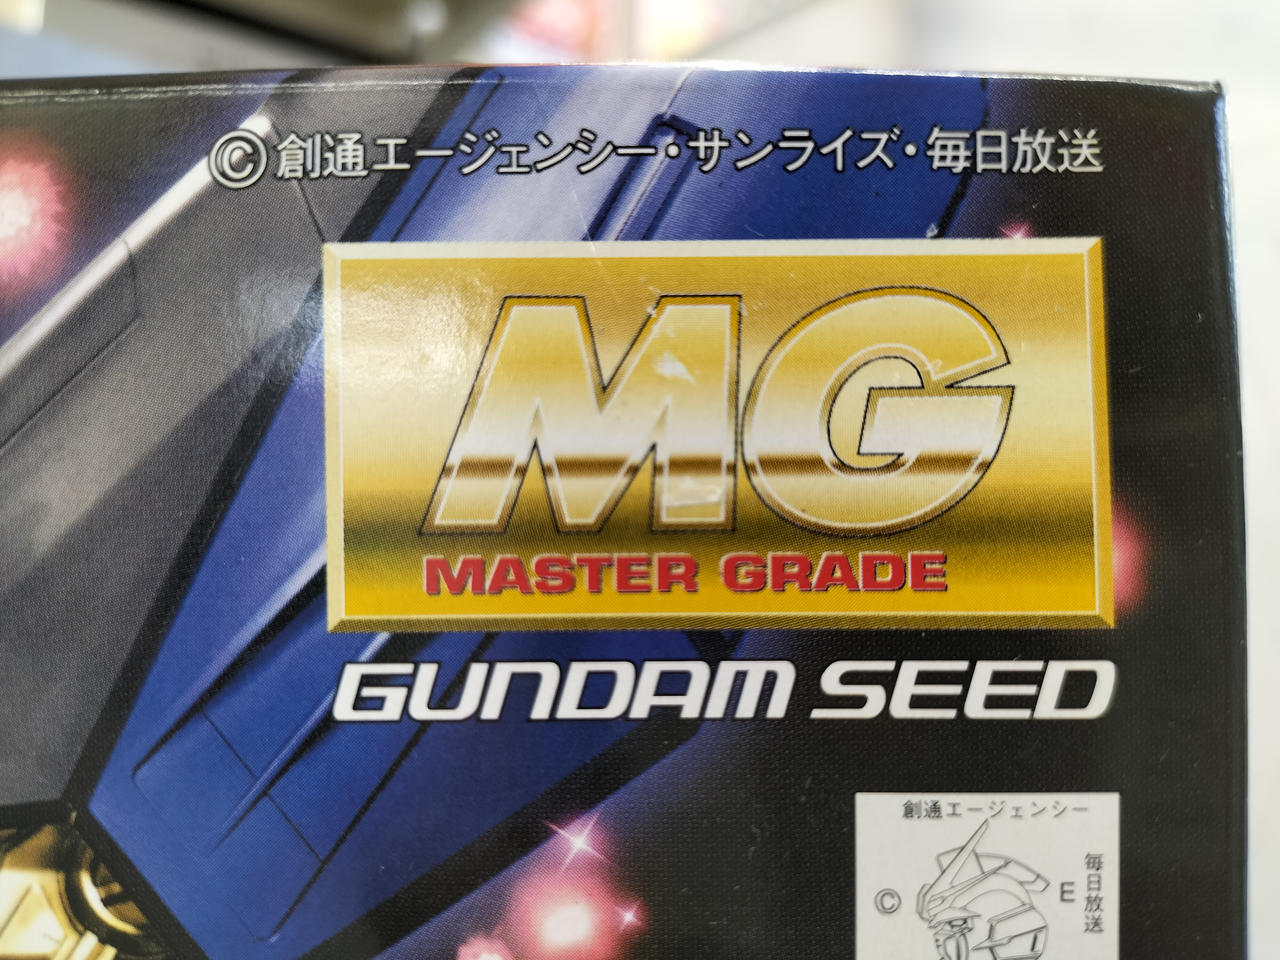 ©創通エージェンシー・サンライズ・毎日放送
MG
MASTER GRADE
GUNDAM SEED
創通エージェンシー
©
E
毎日放送